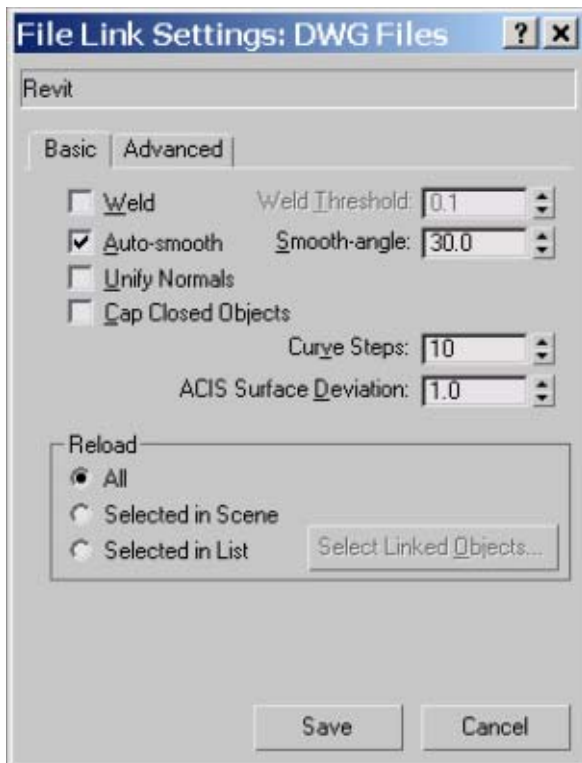 File Link Settings: DWG Files
Revit
Basic Advanced
Weld Weld Threshold: 0.1
Auto-smooth Smooth-angle: 30.0
Unify Normals
Cap Closed Objects
Curve Steps: 10
ACIS Surface Deviation: 1.0
Reload
All
Selected in Scene
Selected in List Select Linked Objects...
Save Cancel